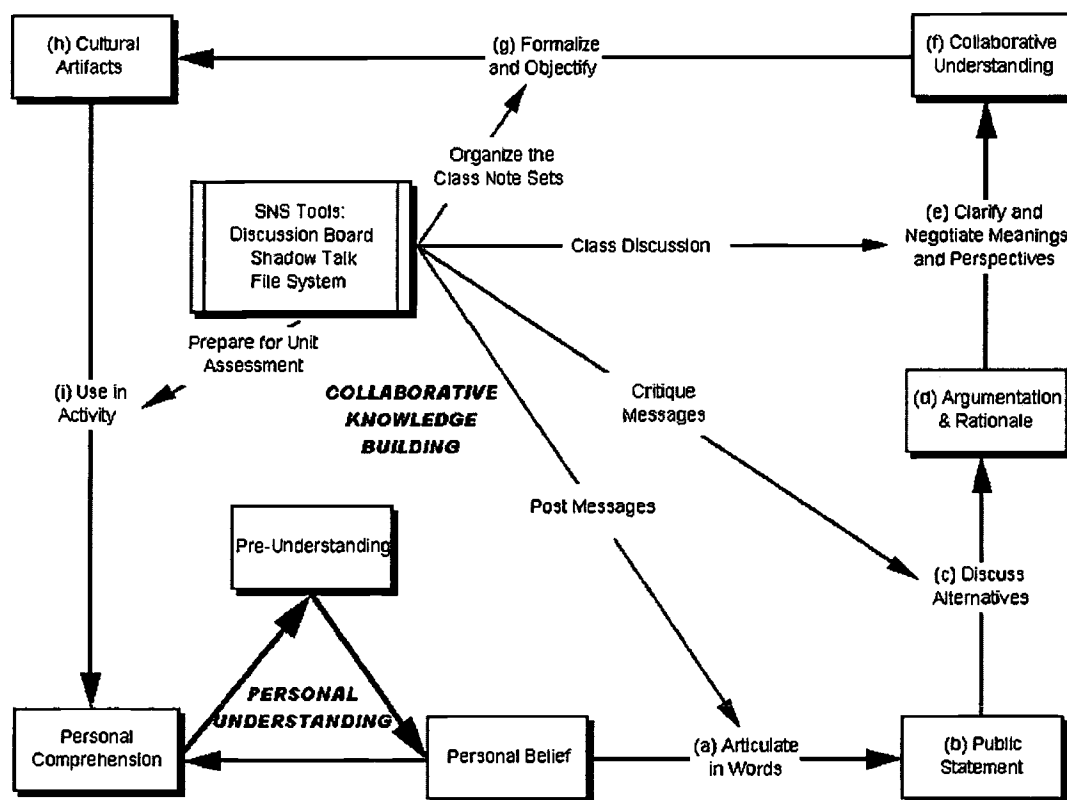 (h) Cultural
Artifacts
(g) Formalize
and Objectify
(f) Collaborative
Understanding
Organize the
Class Note Sets
SNS Tools:
Discussion Board
Shadow Talk
File System
Class Discussion
(e) Clarify and
Negotiate Meanings
and Perspectives
Prepare for Unit
Assessment
(i) Use in
Activity
COLLABORATIVE
KNOWLEDGE
BUILDING
Critique
Messages
(d) Argumentation
& Rationale
Post Messages
Pre-Understanding
(c) Discuss
Alternatives
PERSONAL
UNDERSTANDING
Personal
Comprehension
Personal Belief
(a) Articulate
in Words
(b) Public
Statement